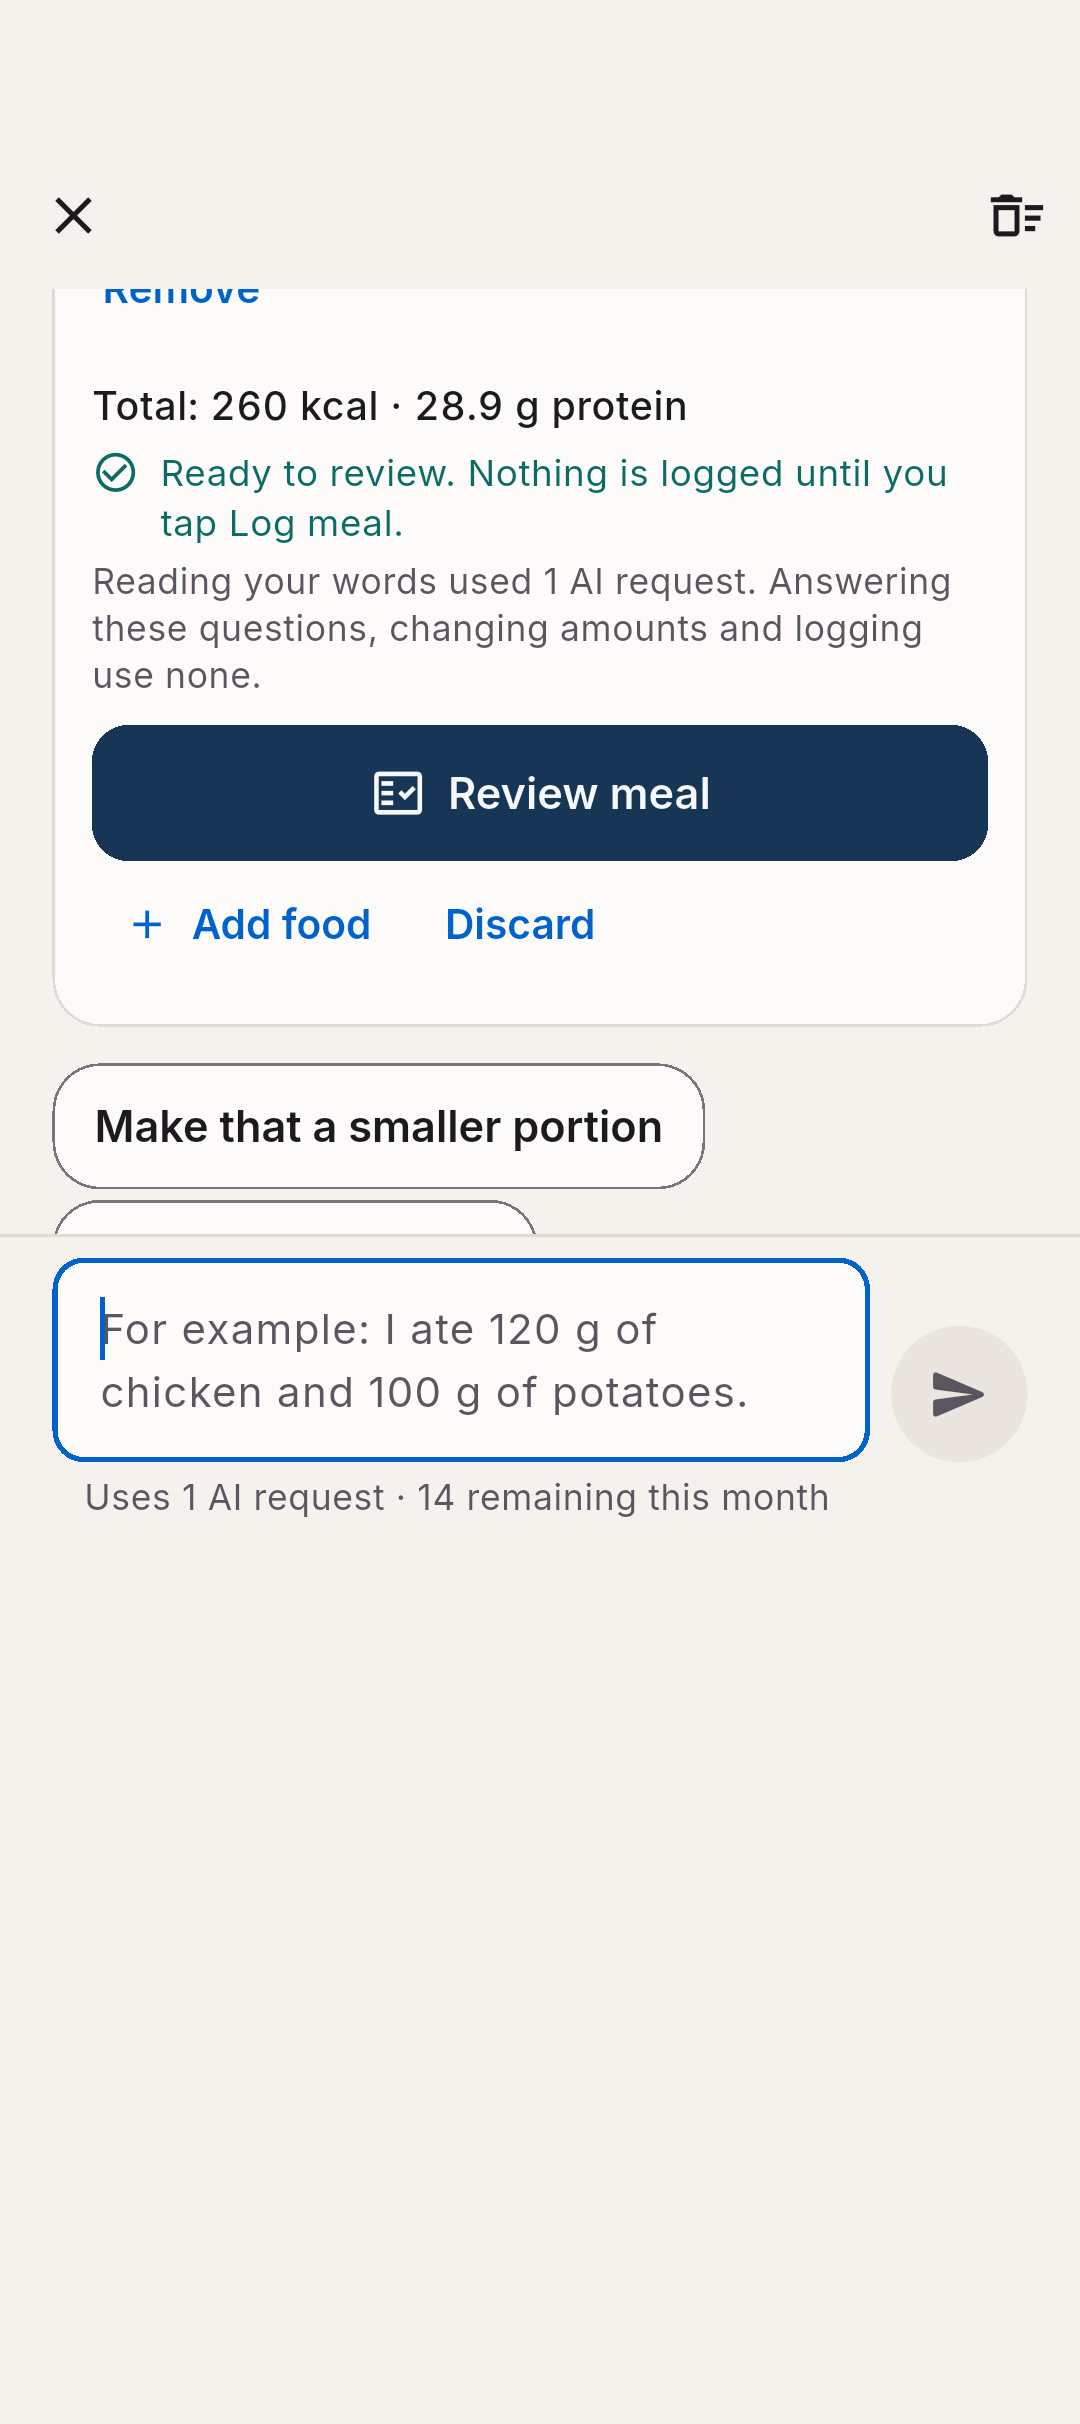 Remove
Total: 260 kcal · 28.9 g protein
Ready to review. Nothing is logged until you
tap Log meal.
Reading your words used 1 AI request. Answering
these questions, changing amounts and logging
use none.
Review meal
Add food
Discard
Make that a smaller portion
For example: I ate 120 g of
chicken and 100 g of potatoes.
Uses 1 AI request · 14 remaining this month